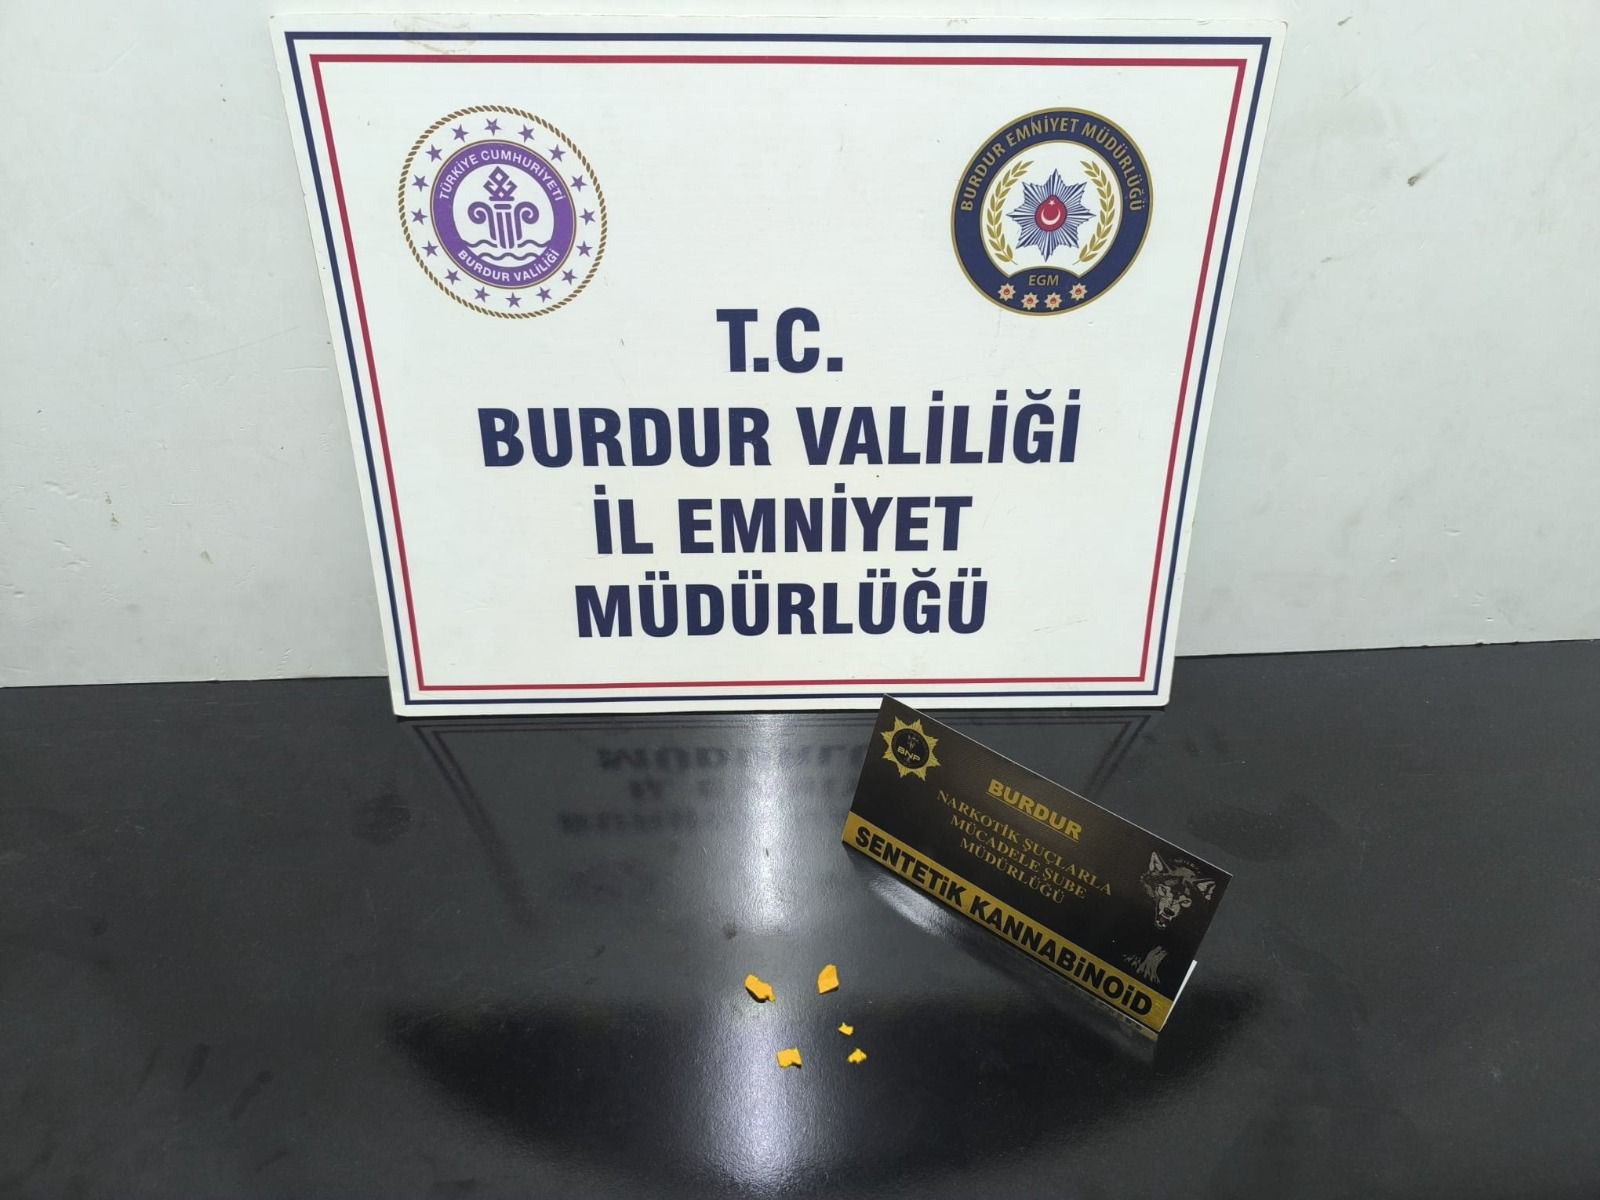 TÜRKİYE CUMHURİYETİ
BURDUR VALİLİĞİ
BURDUR EMNİYET MÜDÜRLÜĞÜ
EGM
T.C.
BURDUR VALİLİĞİ
İL EMNİYET
MÜDÜRLÜĞÜ
BNP
BURDUR
NARKOTİK SUÇLARLA
MÜCADELE ŞUBE
MÜDÜRLÜĞÜ
SENTETİK KANNABİNOİD